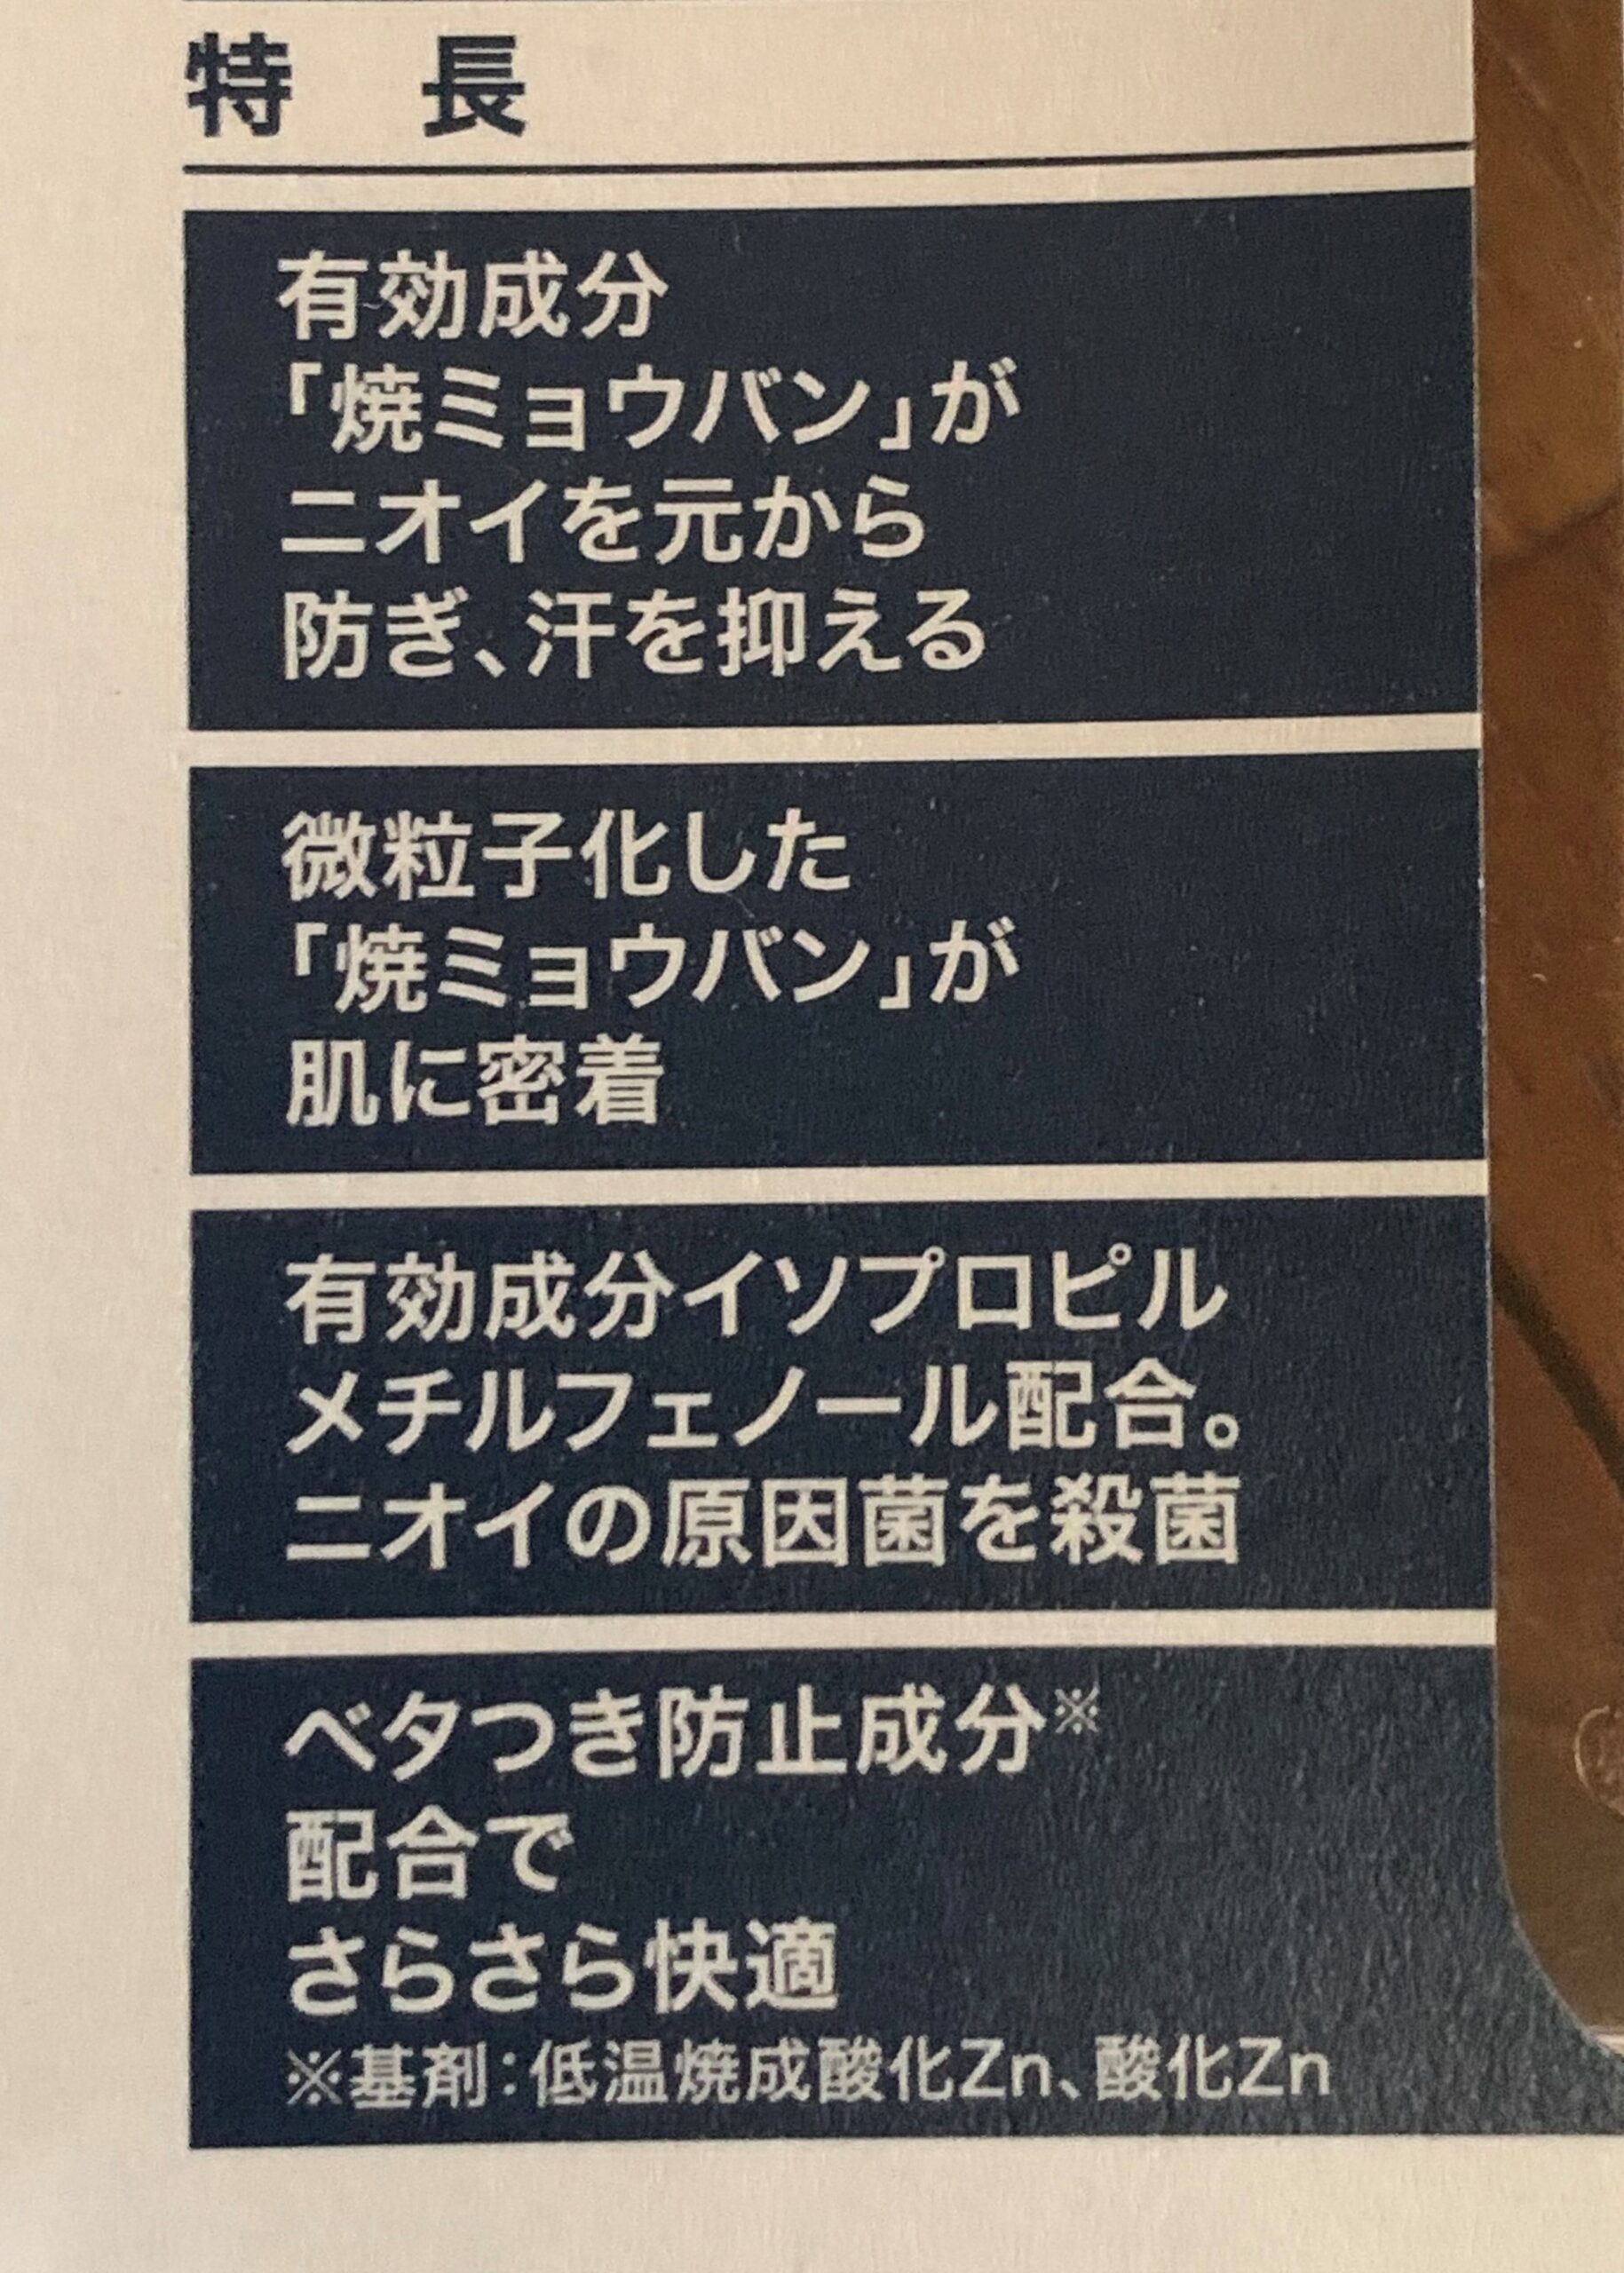 特 長
有効成分
「焼ミョウバン」が
ニオイを元から
防ぎ、汗を抑える
微粒子化した
「焼ミョウバン」が
肌に密着
有効成分イソプロピル
メチルフェノール配合。
ニオイの原因菌を殺菌
ベタつき防止成分※
配合で
さらさら快適
※基剤：低温焼成酸化Zn、酸化Zn